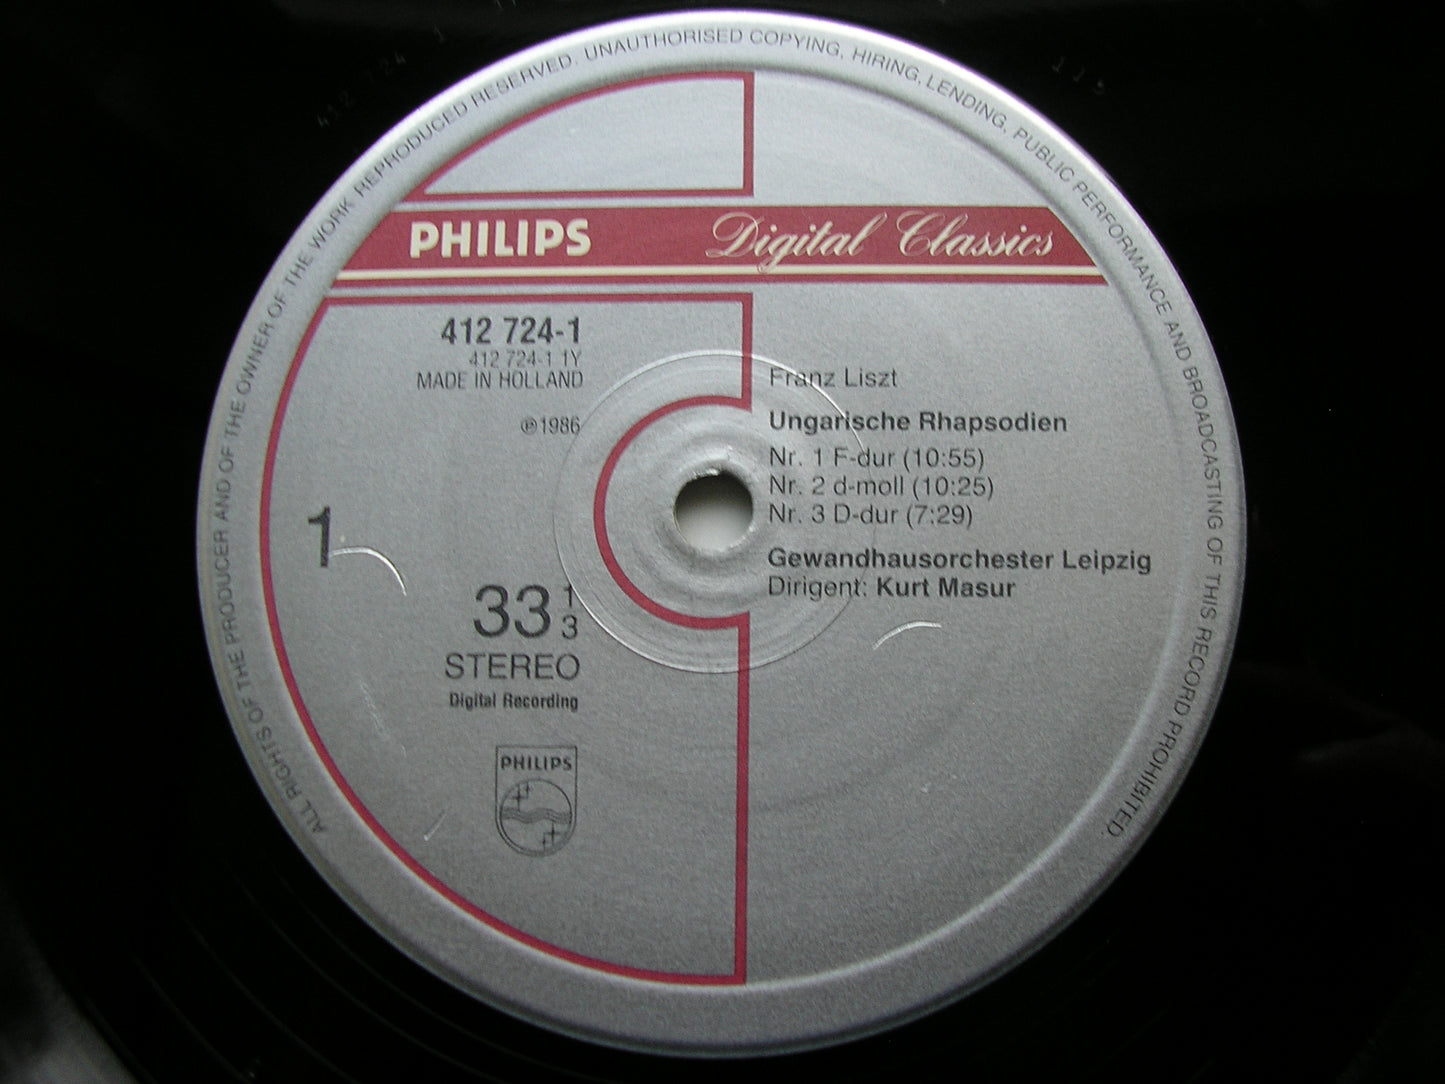 ALL RIGHTS OF THE PRODUCER AND OF THE OWNER OF THE WORK REPRODUCED RESERVED. UNAUTHORISED COPYING, HIRING, LENDING, PUBLIC PERFORMANCE AND BROADCASTING OF THIS RECORD PROHIBITED.
PHILIPS Digital Classics
412 724-1
412 724-1 1Y
MADE IN HOLLAND
℗1986
1
33 1/3
STEREO
Digital Recording
PHILIPS
Franz Liszt
Ungarische Rhapsodien
Nr. 1 F-dur (10:55)
Nr. 2 d-moll (10:25)
Nr. 3 D-dur (7:29)
Gewandhausorchester Leipzig
Dirigent: Kurt Masur